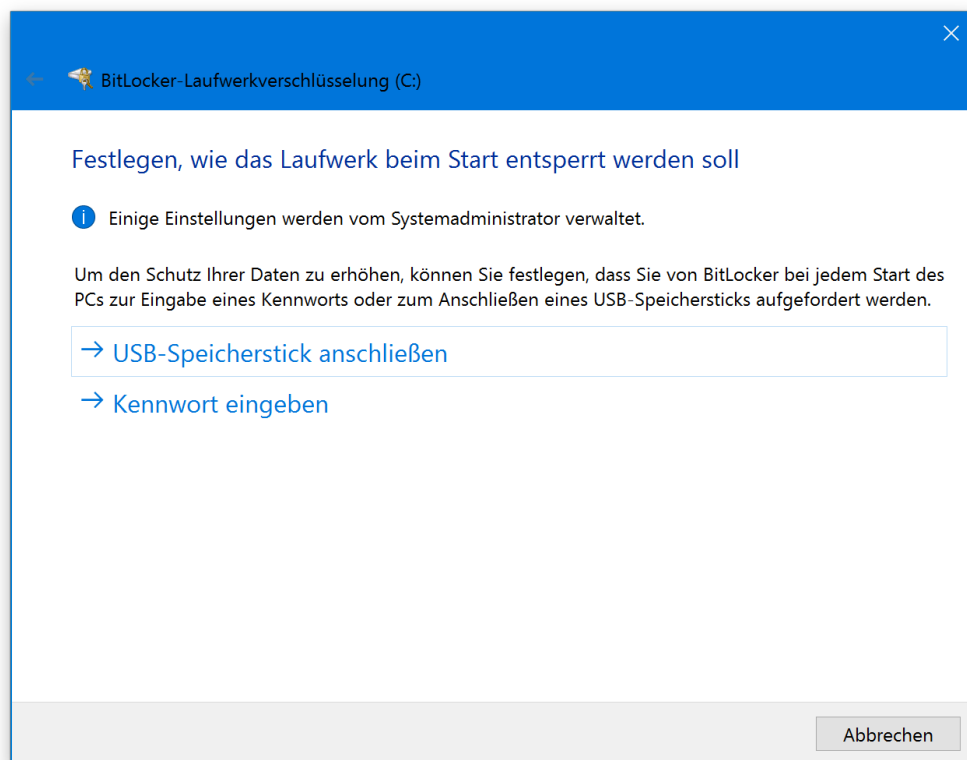 BitLocker-Laufwerkverschlüsselung (C:)
Festlegen, wie das Laufwerk beim Start entsperrt werden soll
Einige Einstellungen werden vom Systemadministrator verwaltet.
Um den Schutz Ihrer Daten zu erhöhen, können Sie festlegen, dass Sie von BitLocker bei jedem Start des
PCs zur Eingabe eines Kennworts oder zum Anschließen eines USB-Speichersticks aufgefordert werden.
USB-Speicherstick anschließen
Kennwort eingeben
Abbrechen